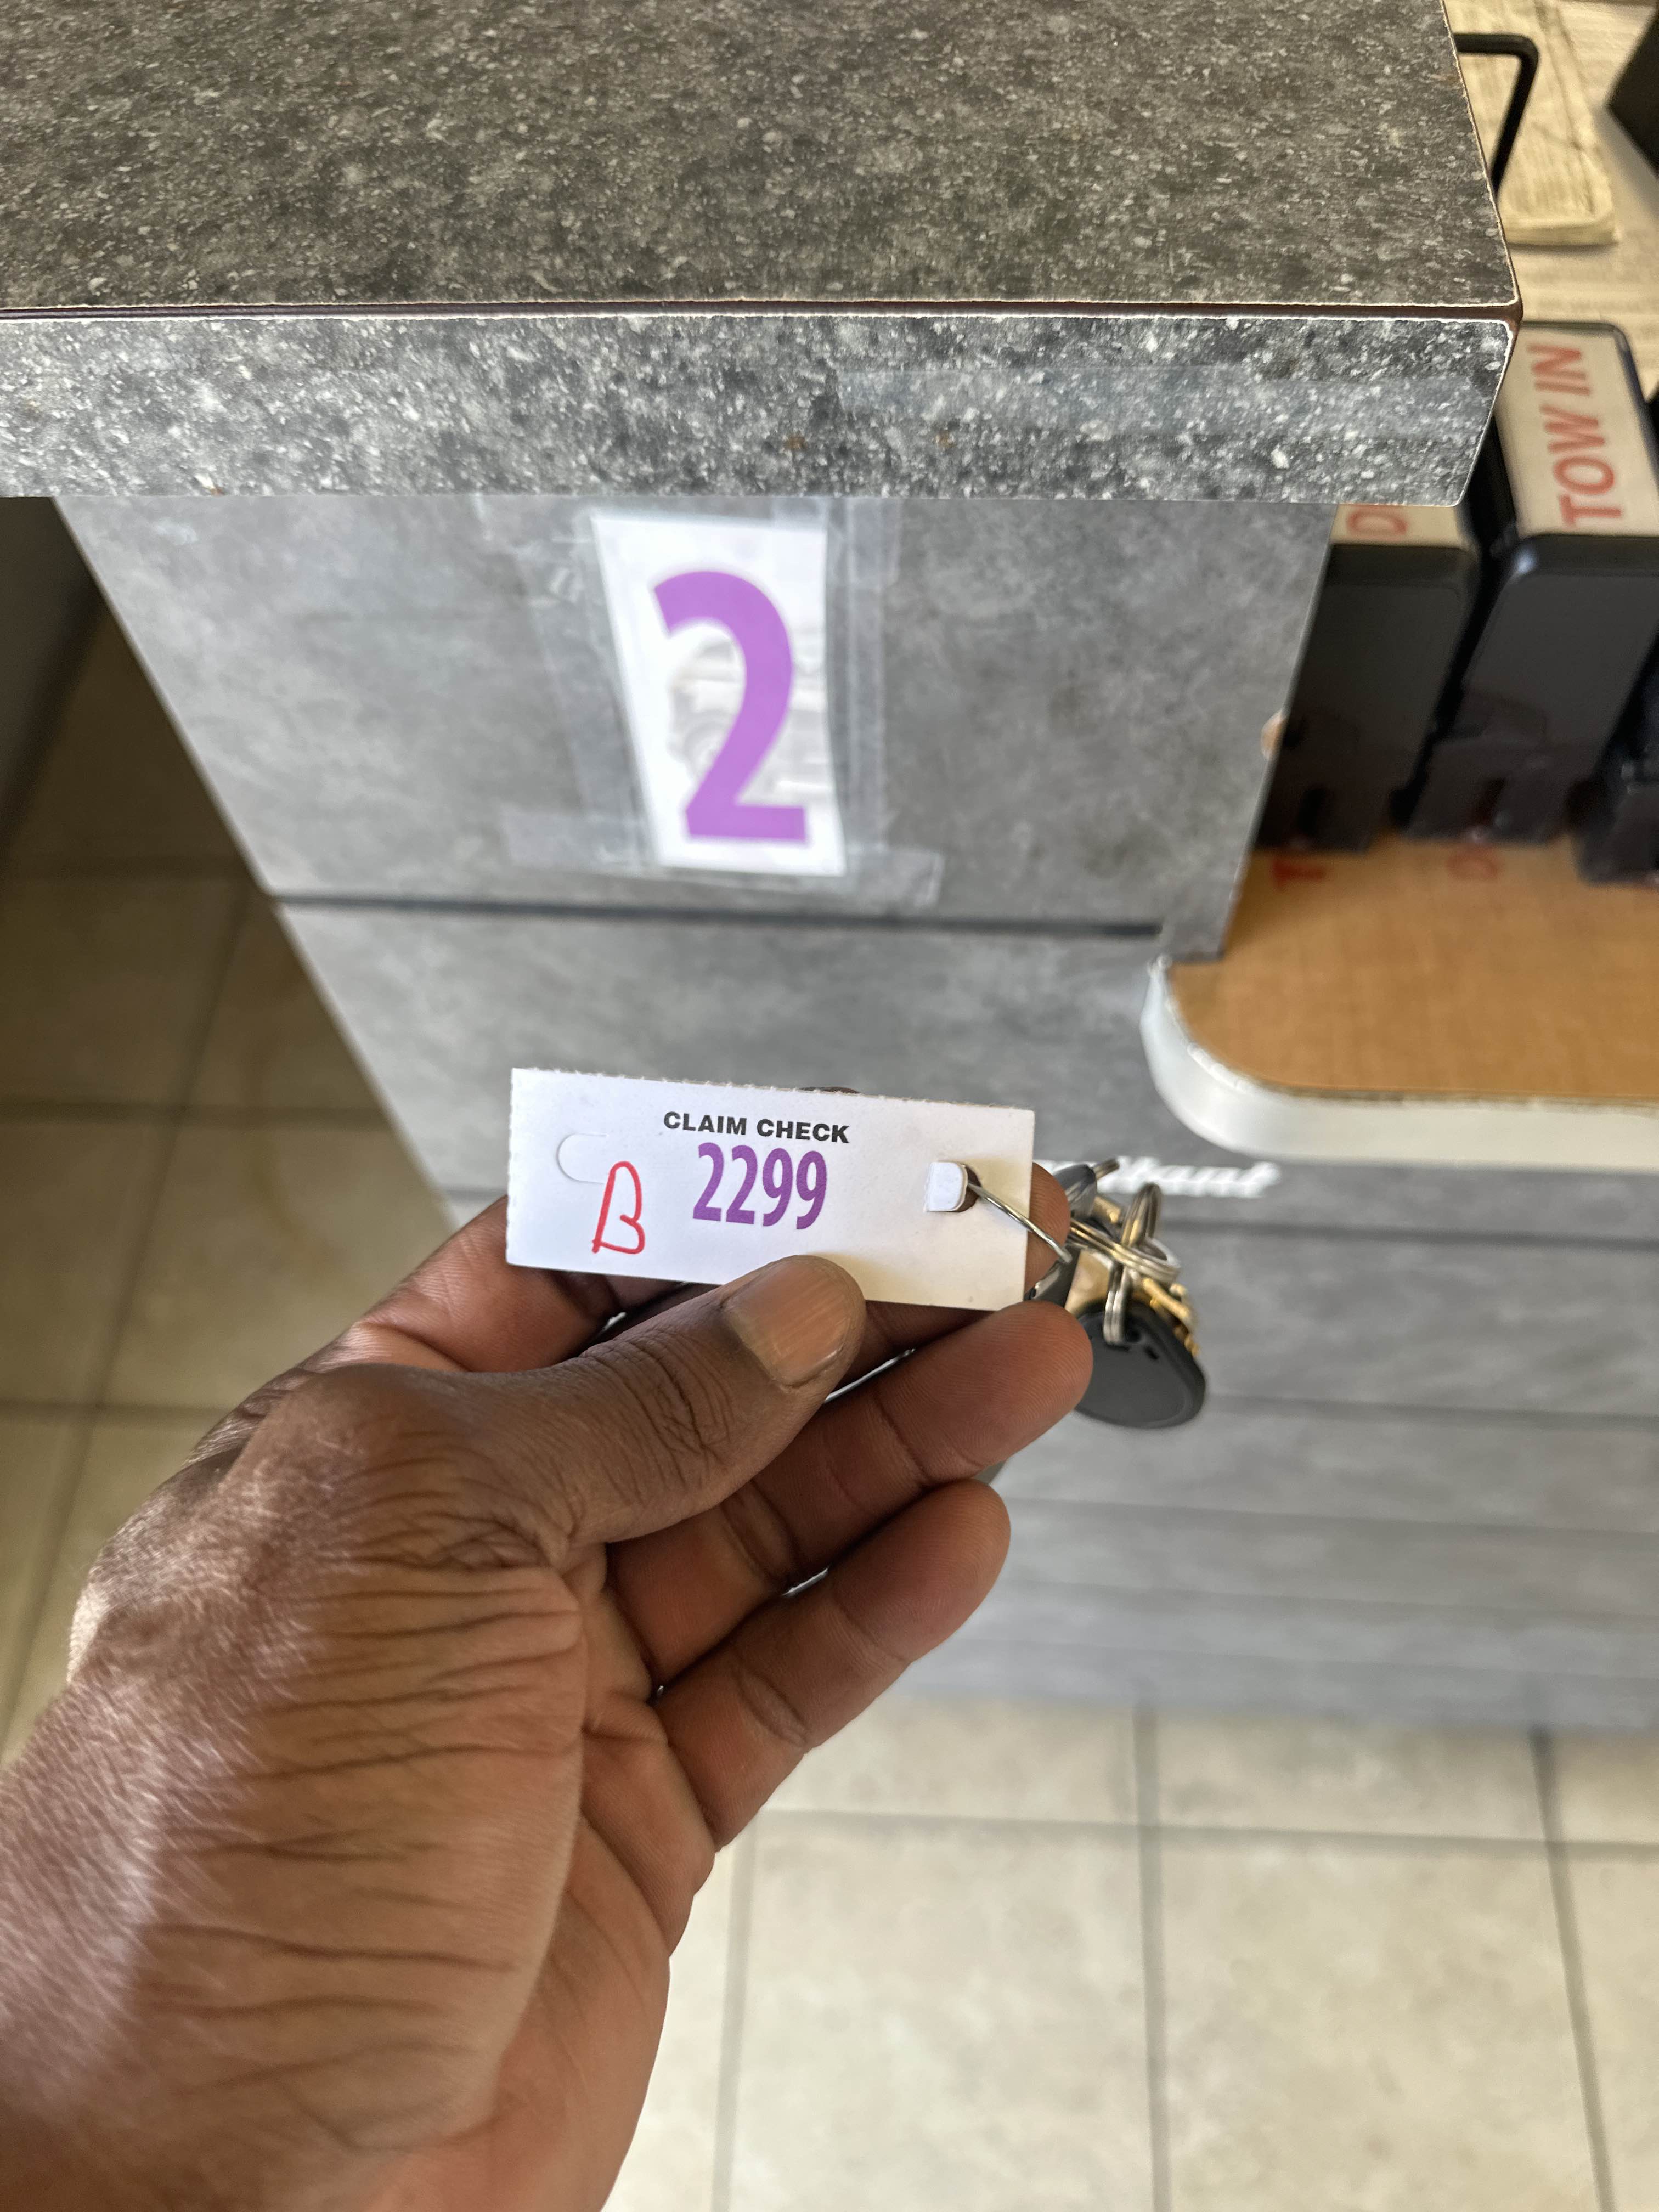 TOW IN
D
2
CLAIM CHECK
2299
B